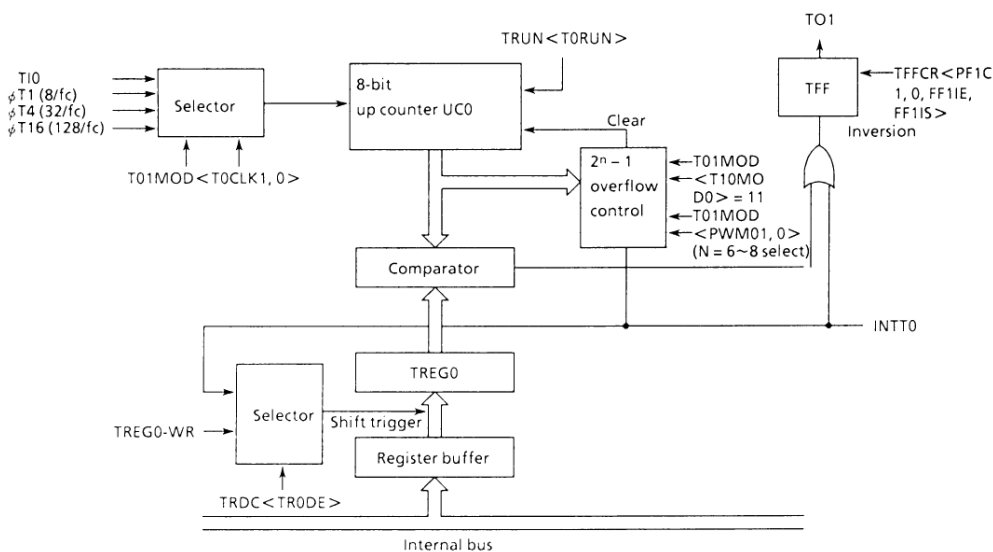 TO1
TRUN<T0RUN>
TI0
ϕT1 (8/fc)
ϕT4 (32/fc)
ϕT16 (128/fc)
Selector
8-bit
up counter UC0
TFF
TFFCR<PF1C
1, 0, FF1IE,
FF1IS>
Inversion
Clear
T01MOD<T0CLK1, 0>
2ⁿ – 1
overflow
control
T01MOD
<T10MO
D0> = 11
T01MOD
<PWM01, 0>
(N = 6~8 select)
Comparator
INTT0
TREG0
Selector
Shift trigger
TREG0-WR
Register buffer
TRDC<TR0DE>
Internal bus